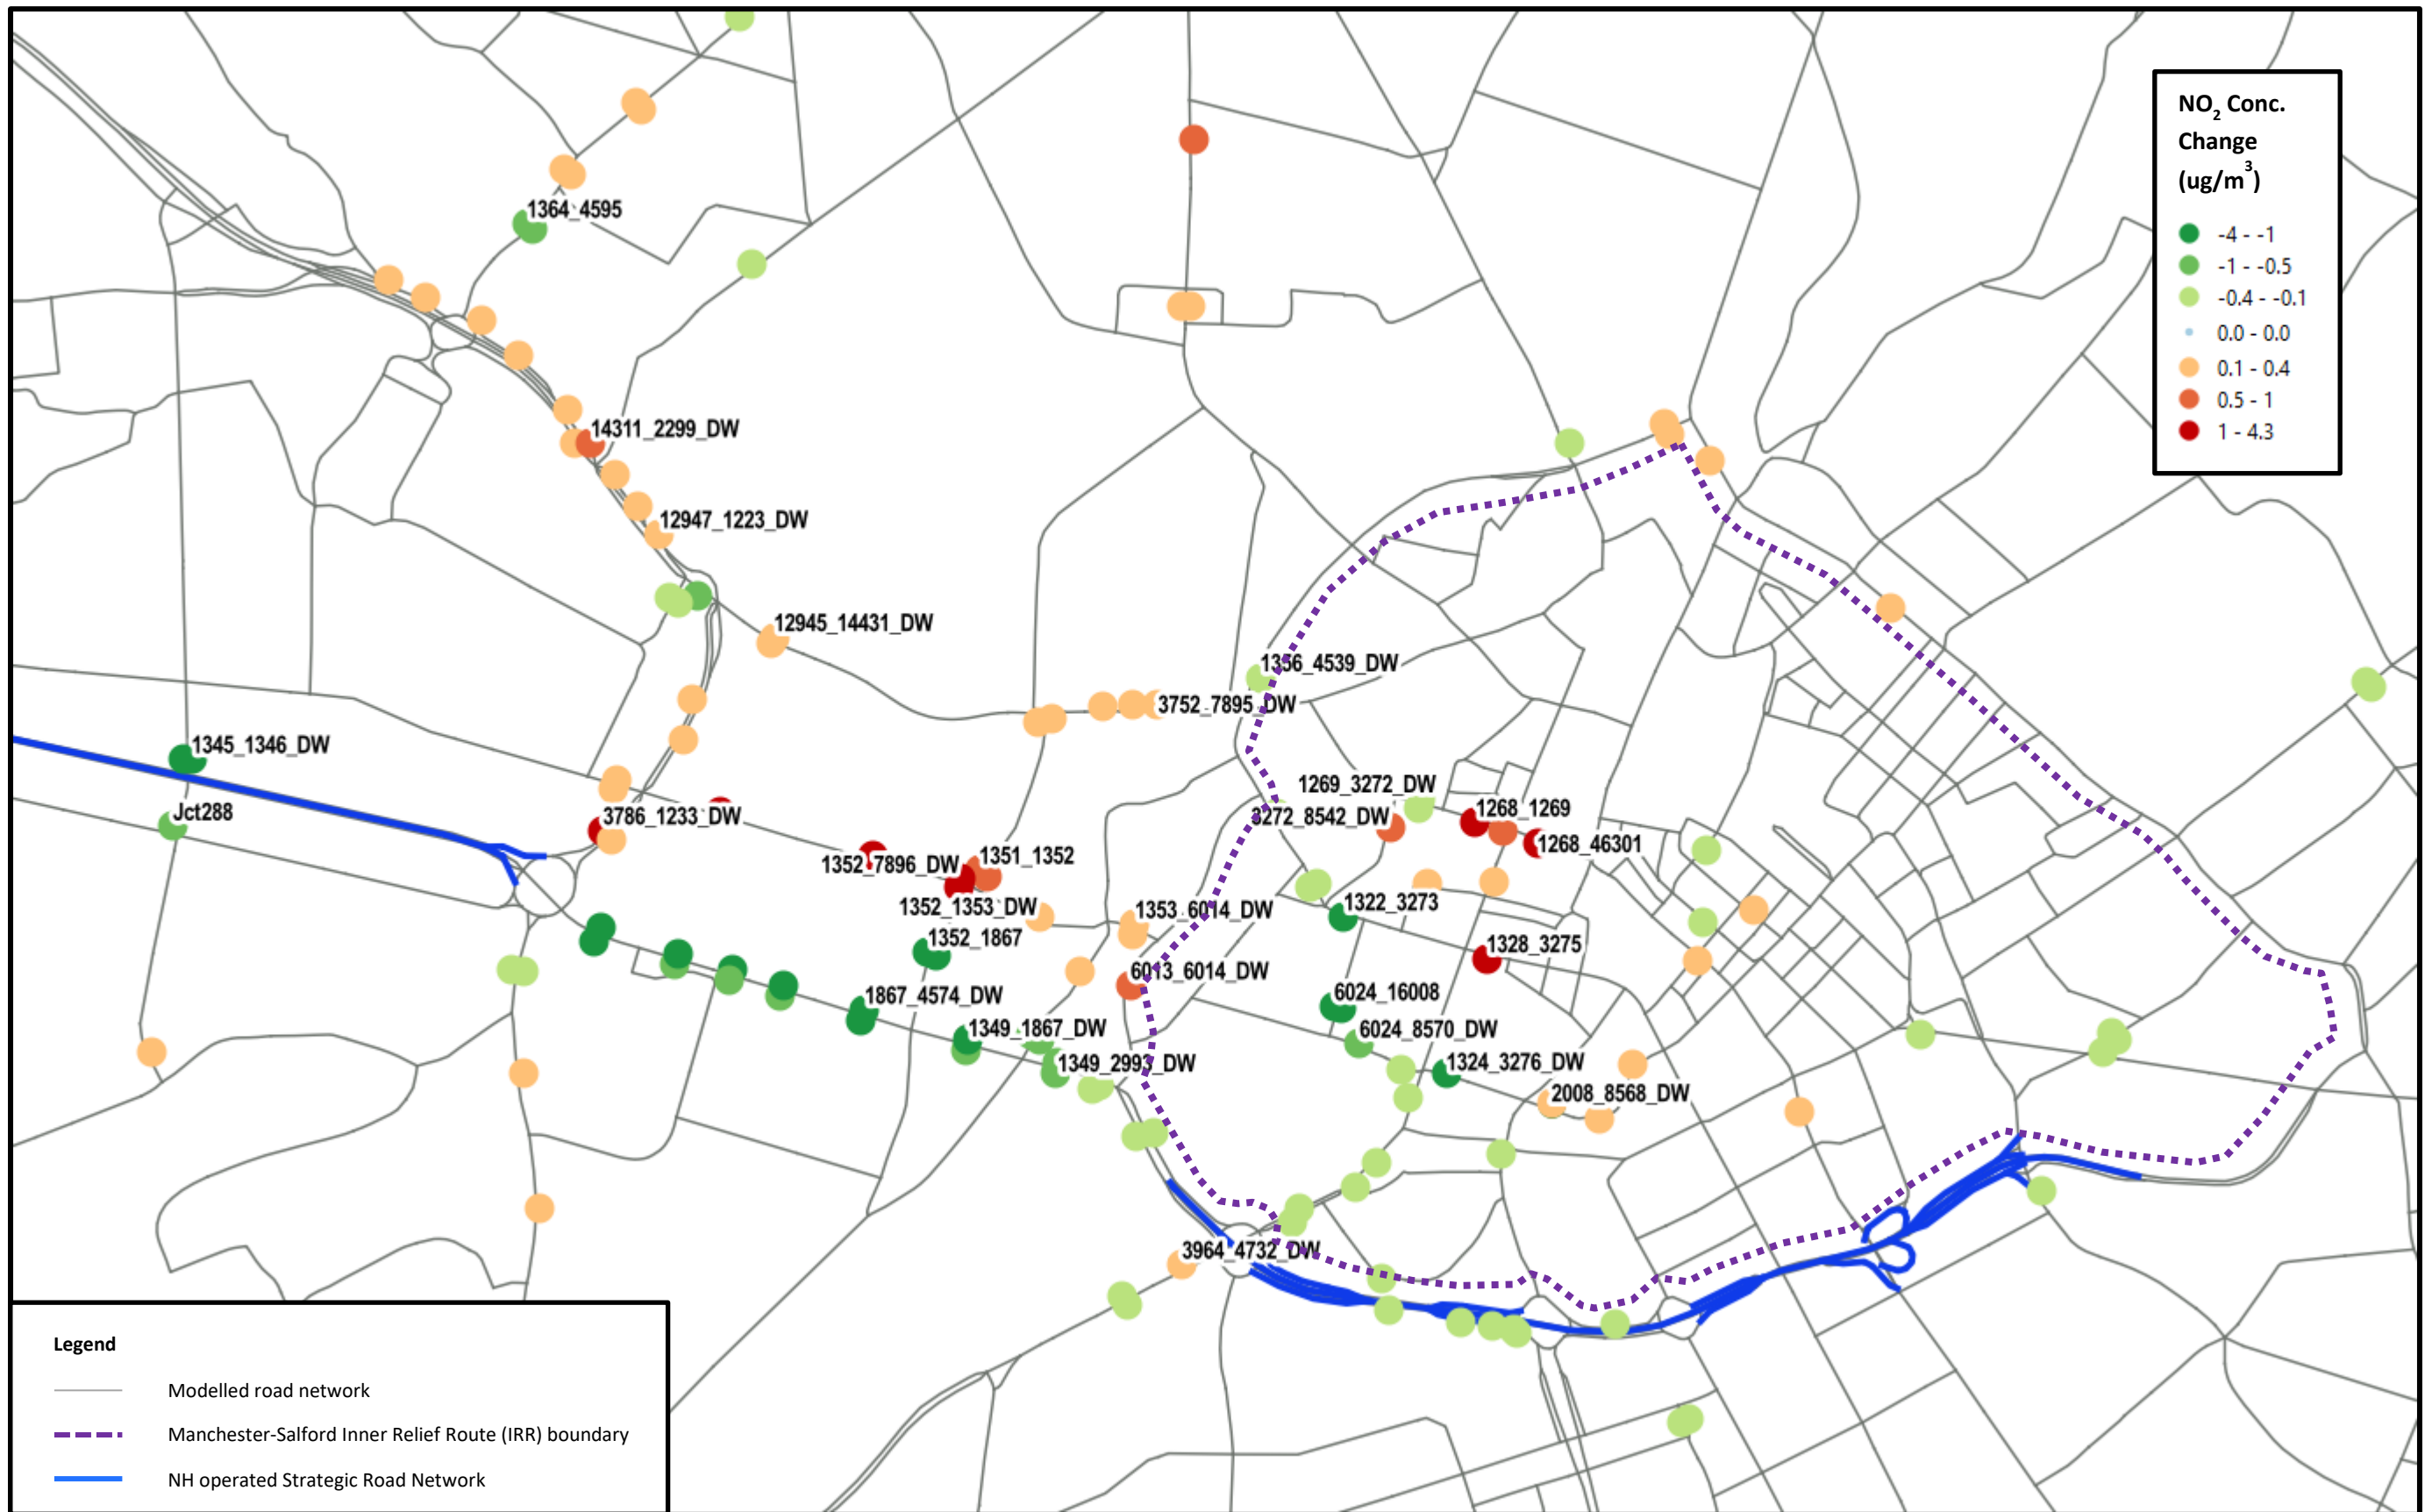 NO2 Conc.
Change
(ug/m3)
-4 - -1
-1 - -0.5
-0.4 - -0.1
0.0 - 0.0
0.1 - 0.4
0.5 - 1
1 - 4.3
1364_4595
14311_2299_DW
12947_1223_DW
12945_14431_DW
1356_4539_DW
3752_7895_DW
1345_1346_DW
1269_3272_DW
Jct288
3786_1233_DW
3272_8542_DW
1268_1269
1268_46301
1352_7896_DW
1351_1352
1352_1353_DW
1353_6014_DW
1322_3273
1352_1867
1328_3275
6013_6014_DW
1867_4574_DW
6024_16008
1349_1867_DW
6024_8570_DW
1349_2993_DW
1324_3276_DW
2008_8568_DW
3964_4732_DW
Legend
Modelled road network
Manchester-Salford Inner Relief Route (IRR) boundary
NH operated Strategic Road Network